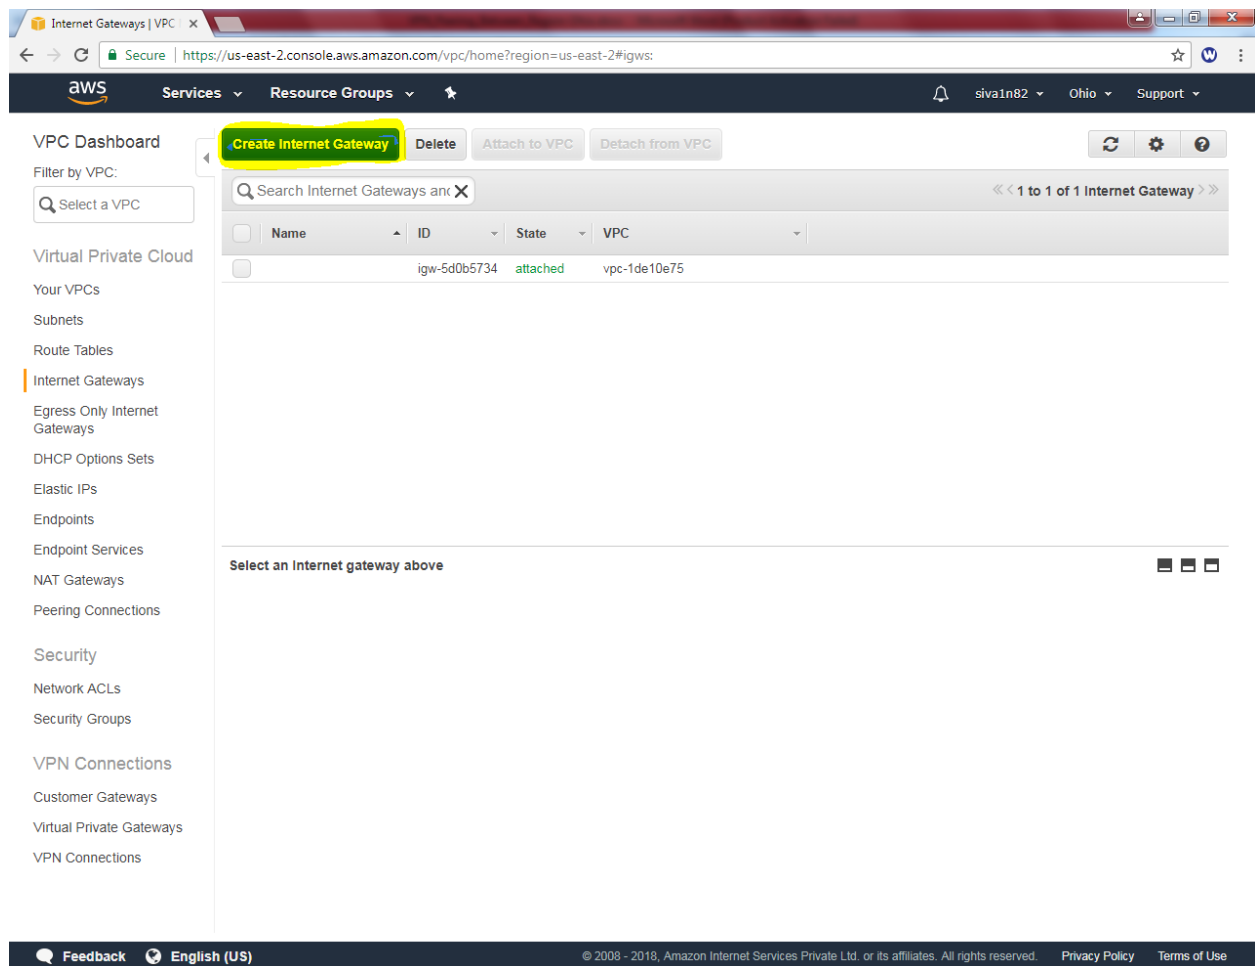 Internet Gateways | VPC
Secure https://us-east-2.console.aws.amazon.com/vpc/home?region=us-east-2#igws:
aws Services Resource Groups siva1n82 Ohio Support
VPC Dashboard
Filter by VPC:
Select a VPC
Virtual Private Cloud
Your VPCs
Subnets
Route Tables
Internet Gateways
Egress Only Internet
Gateways
DHCP Options Sets
Elastic IPs
Endpoints
Endpoint Services
NAT Gateways
Peering Connections
Security
Network ACLs
Security Groups
VPN Connections
Customer Gateways
Virtual Private Gateways
VPN Connections
Create Internet Gateway Delete Attach to VPC Detach from VPC
Search Internet Gateways and 1 to 1 of 1 Internet Gateway
Name ID State VPC
igw-5d0b5734 attached vpc-1de10e75
Select an Internet gateway above
Feedback English (US) © 2008 - 2018, Amazon Internet Services Private Ltd. or its affiliates. All rights reserved. Privacy Policy Terms of Use